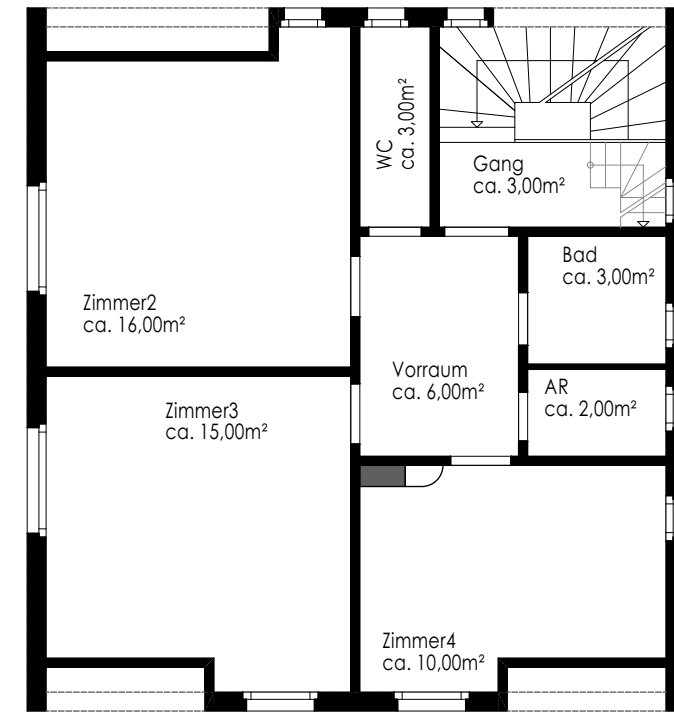 WC
ca. 3,00m²
Gang
ca. 3,00m²
Bad
ca. 3,00m²
Zimmer2
ca. 16,00m²
Vorraum
ca. 6,00m²
AR
ca. 2,00m²
Zimmer3
ca. 15,00m²
Zimmer4
ca. 10,00m²